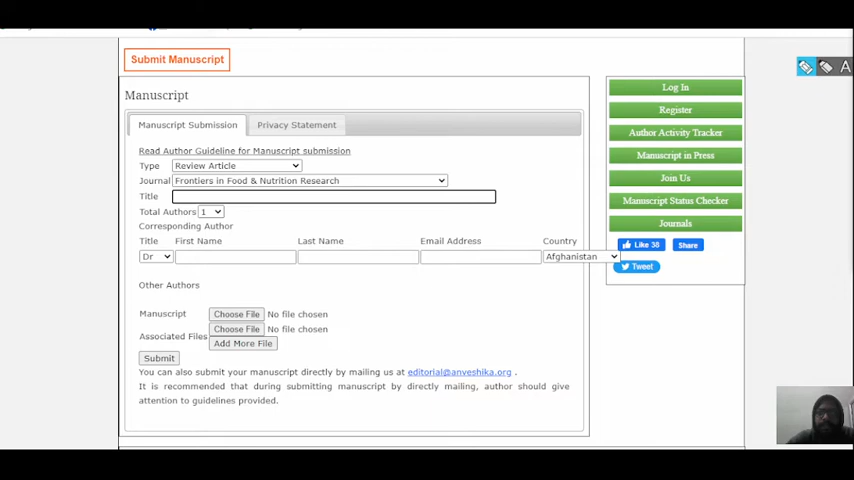 Submit Manuscript
Manuscript
Manuscript Submission
Privacy Statement
Read Author Guideline for Manuscript submission
Type Review Article
Journal Frontiers in Food & Nutrition Research
Title
Total Authors 1
Corresponding Author
Title First Name Last Name Email Address Country
Dr Afghanistan
Other Authors
Manuscript Choose File No file chosen
Choose File No file chosen
Associated Files
Add More File
Submit
You can also submit your manuscript directly by mailing us at editorial@anveshika.org .
It is recommended that during submitting manuscript by directly mailing, author should give
attention to guidelines provided.
Log In
Register
Author Activity Tracker
Manuscript in Press
Join Us
Manuscript Status Checker
Journals
Like 38 Share
Tweet
A